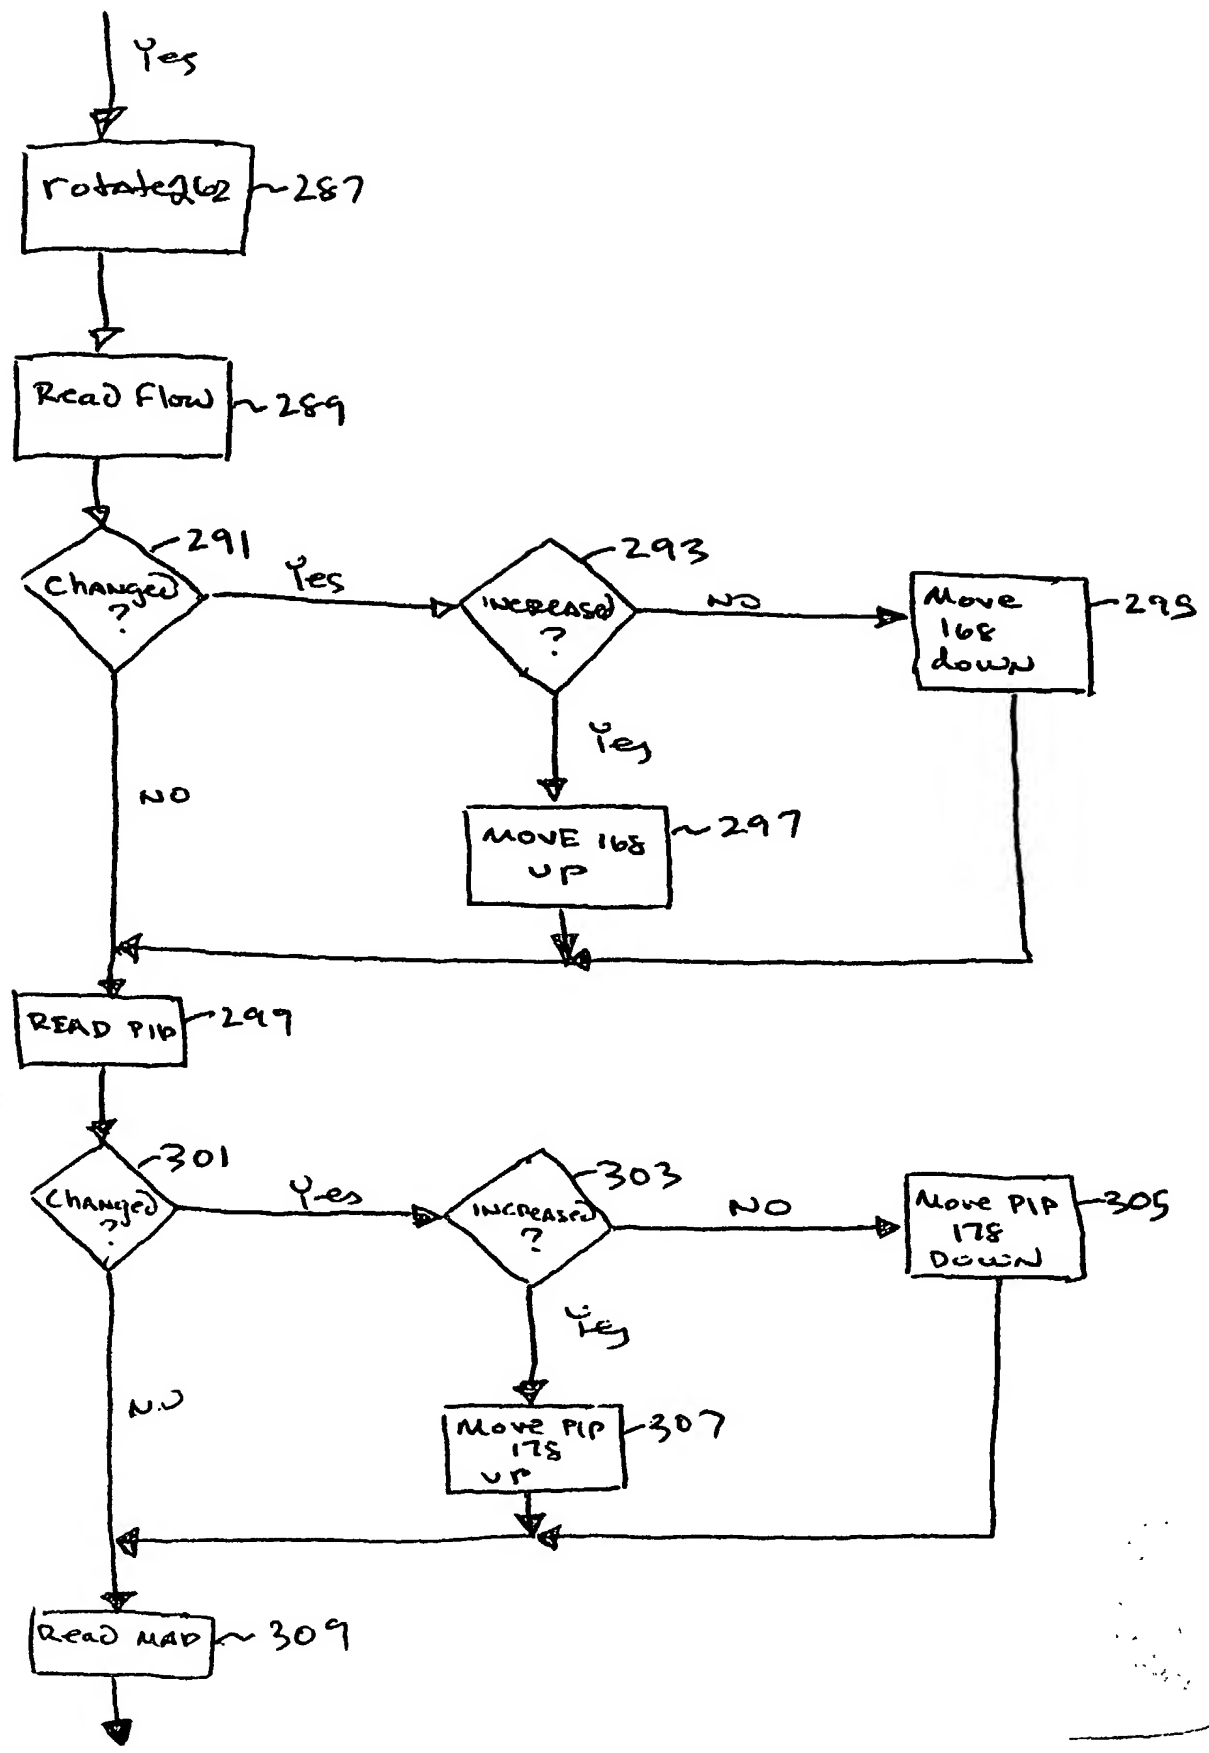 Yes
rotate 262
287
Read Flow
289
291
Changed
?
Yes
293
INCREASED
?
NO
Move
168
down
295
Yes
NO
MOVE 168
UP
297
READ PIP
299
301
Changed
?
Yes
303
INCREASED
?
NO
Move PIP
178
DOWN
305
Yes
NO
Move PIP
178
UP
307
Read MAP
309